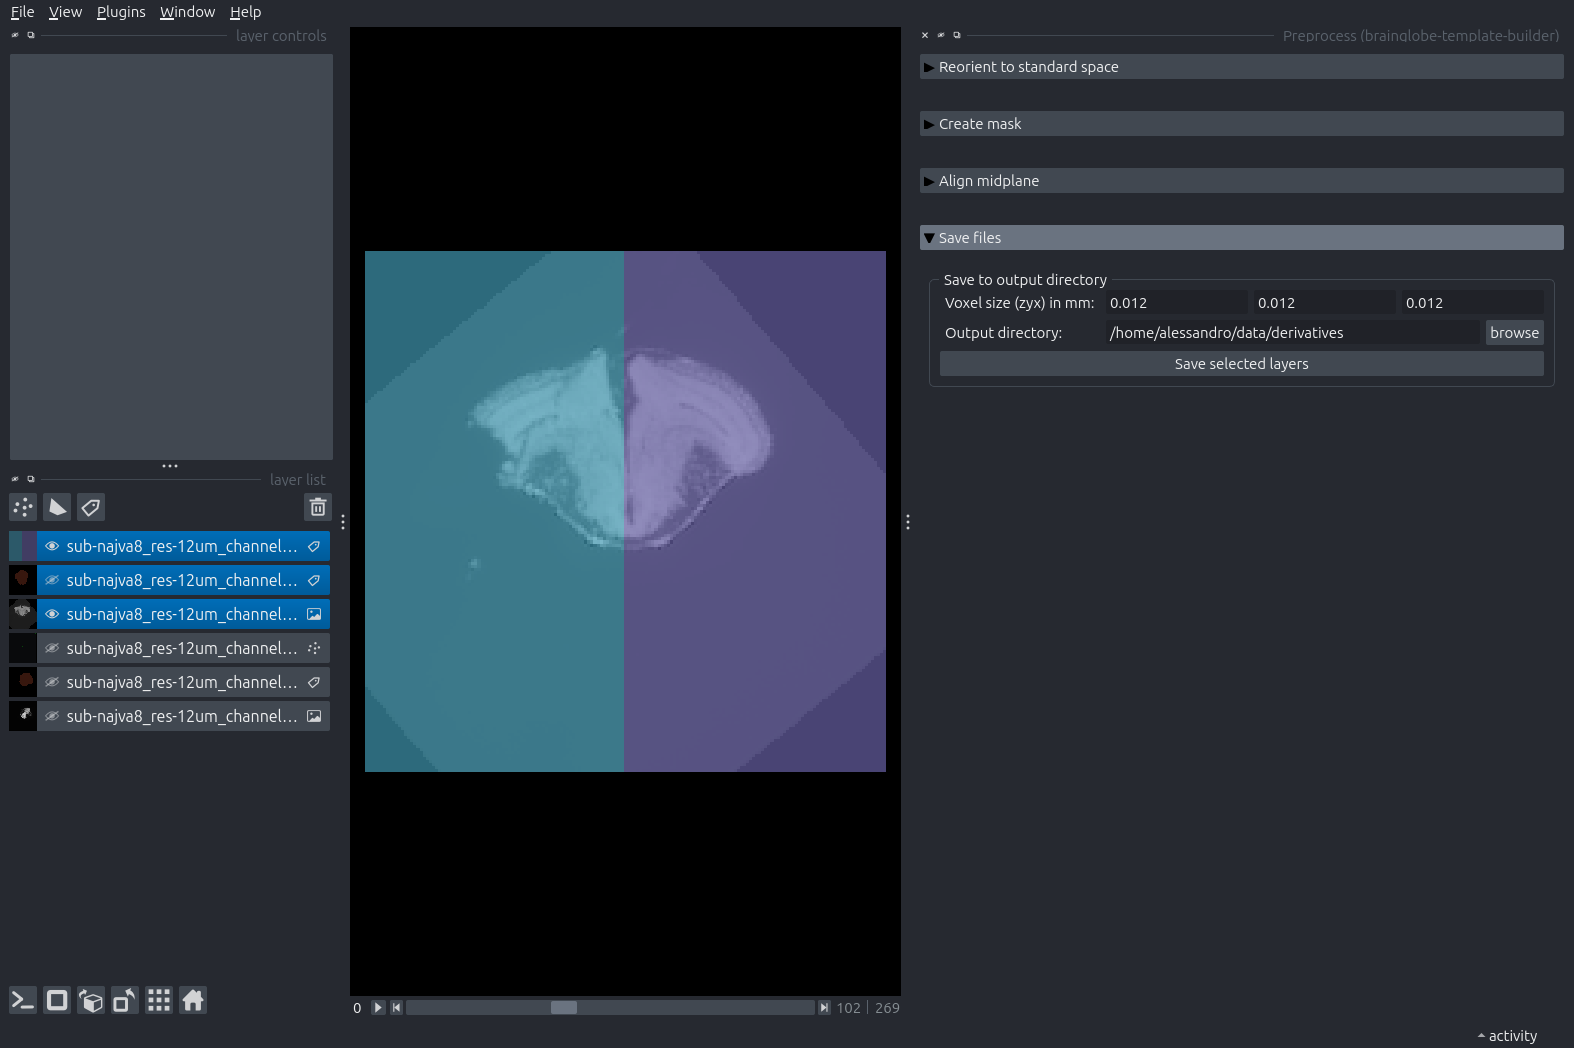 File View Plugins Window Help
layer controls
layer list
sub-najva8_res-12um_channel...
sub-najva8_res-12um_channel...
sub-najva8_res-12um_channel...
sub-najva8_res-12um_channel...
sub-najva8_res-12um_channel...
sub-najva8_res-12um_channel...
0 102 | 269
Preprocess (brainglobe-template-builder)
Reorient to standard space
Create mask
Align midplane
Save files
Save to output directory
Voxel size (zyx) in mm: 0.012 0.012 0.012
Output directory: /home/alessandro/data/derivatives browse
Save selected layers
activity